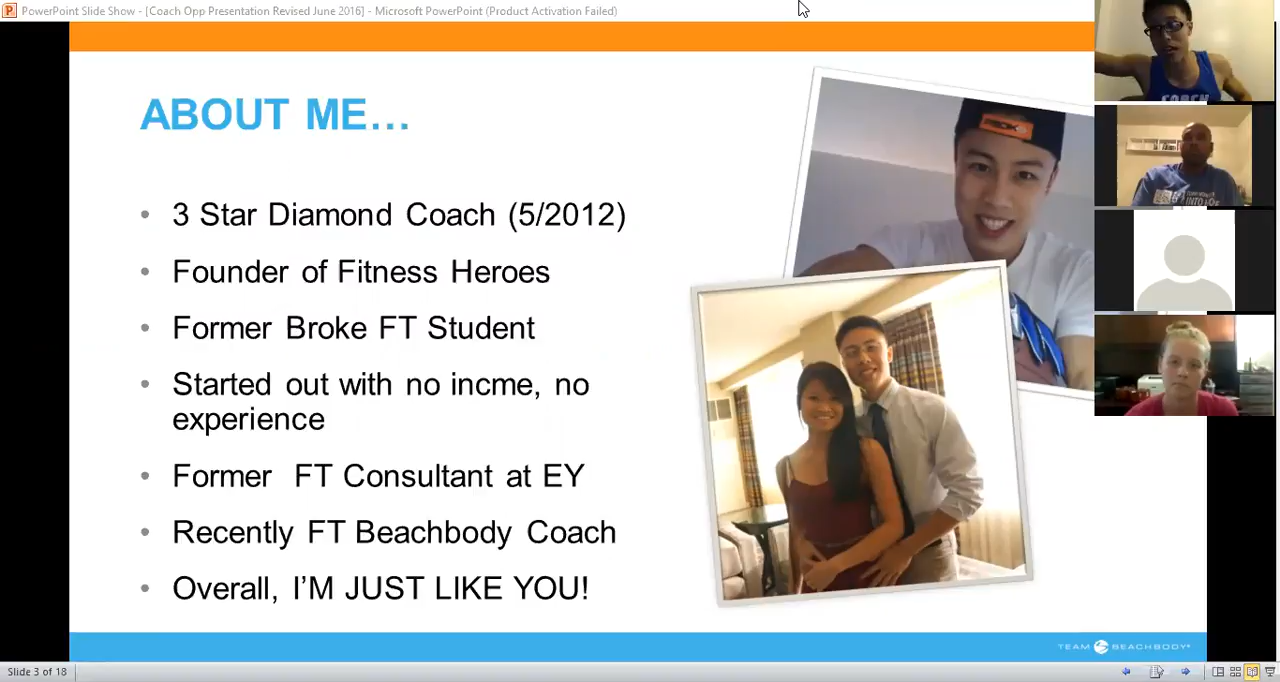 PowerPoint Slide Show - [Coach Opp Presentation Revised June 2016] - Microsoft PowerPoint (Product Activation Failed)
ABOUT ME…
• 3 Star Diamond Coach (5/2012)
• Founder of Fitness Heroes
• Former Broke FT Student
• Started out with no incme, no
experience
• Former FT Consultant at EY
• Recently FT Beachbody Coach
• Overall, I'M JUST LIKE YOU!
COACH
TEAM BEACHBODY
Slide 3 of 18